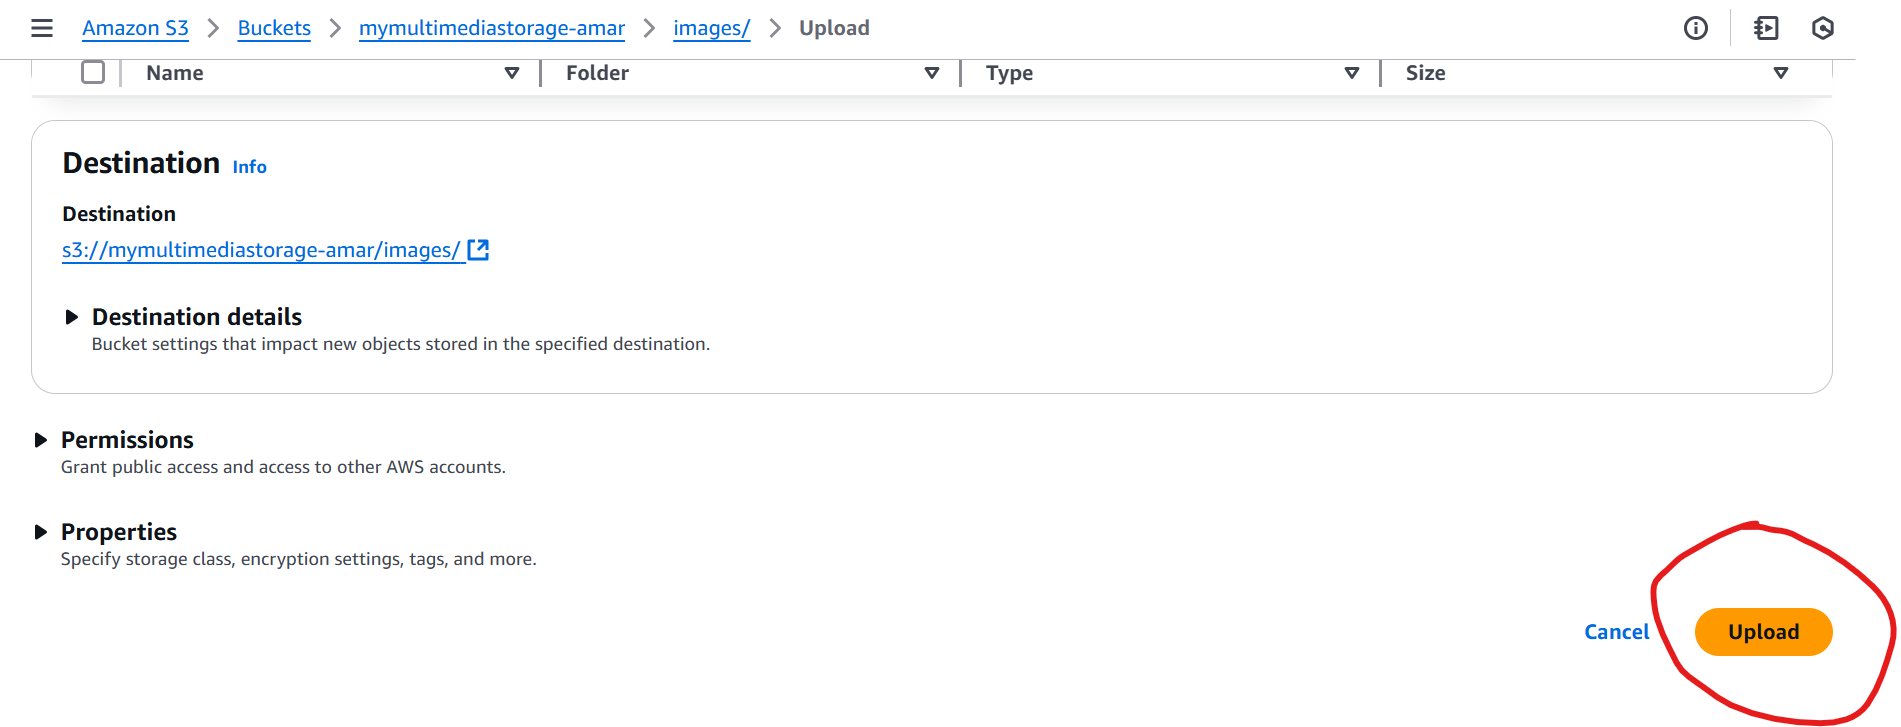 Amazon S3 > Buckets > mymultimediastorage-amar > images/ > Upload
Name Folder Type Size
Destination Info
Destination
s3://mymultimediastorage-amar/images/
Destination details
Bucket settings that impact new objects stored in the specified destination.
Permissions
Grant public access and access to other AWS accounts.
Properties
Specify storage class, encryption settings, tags, and more.
Cancel Upload